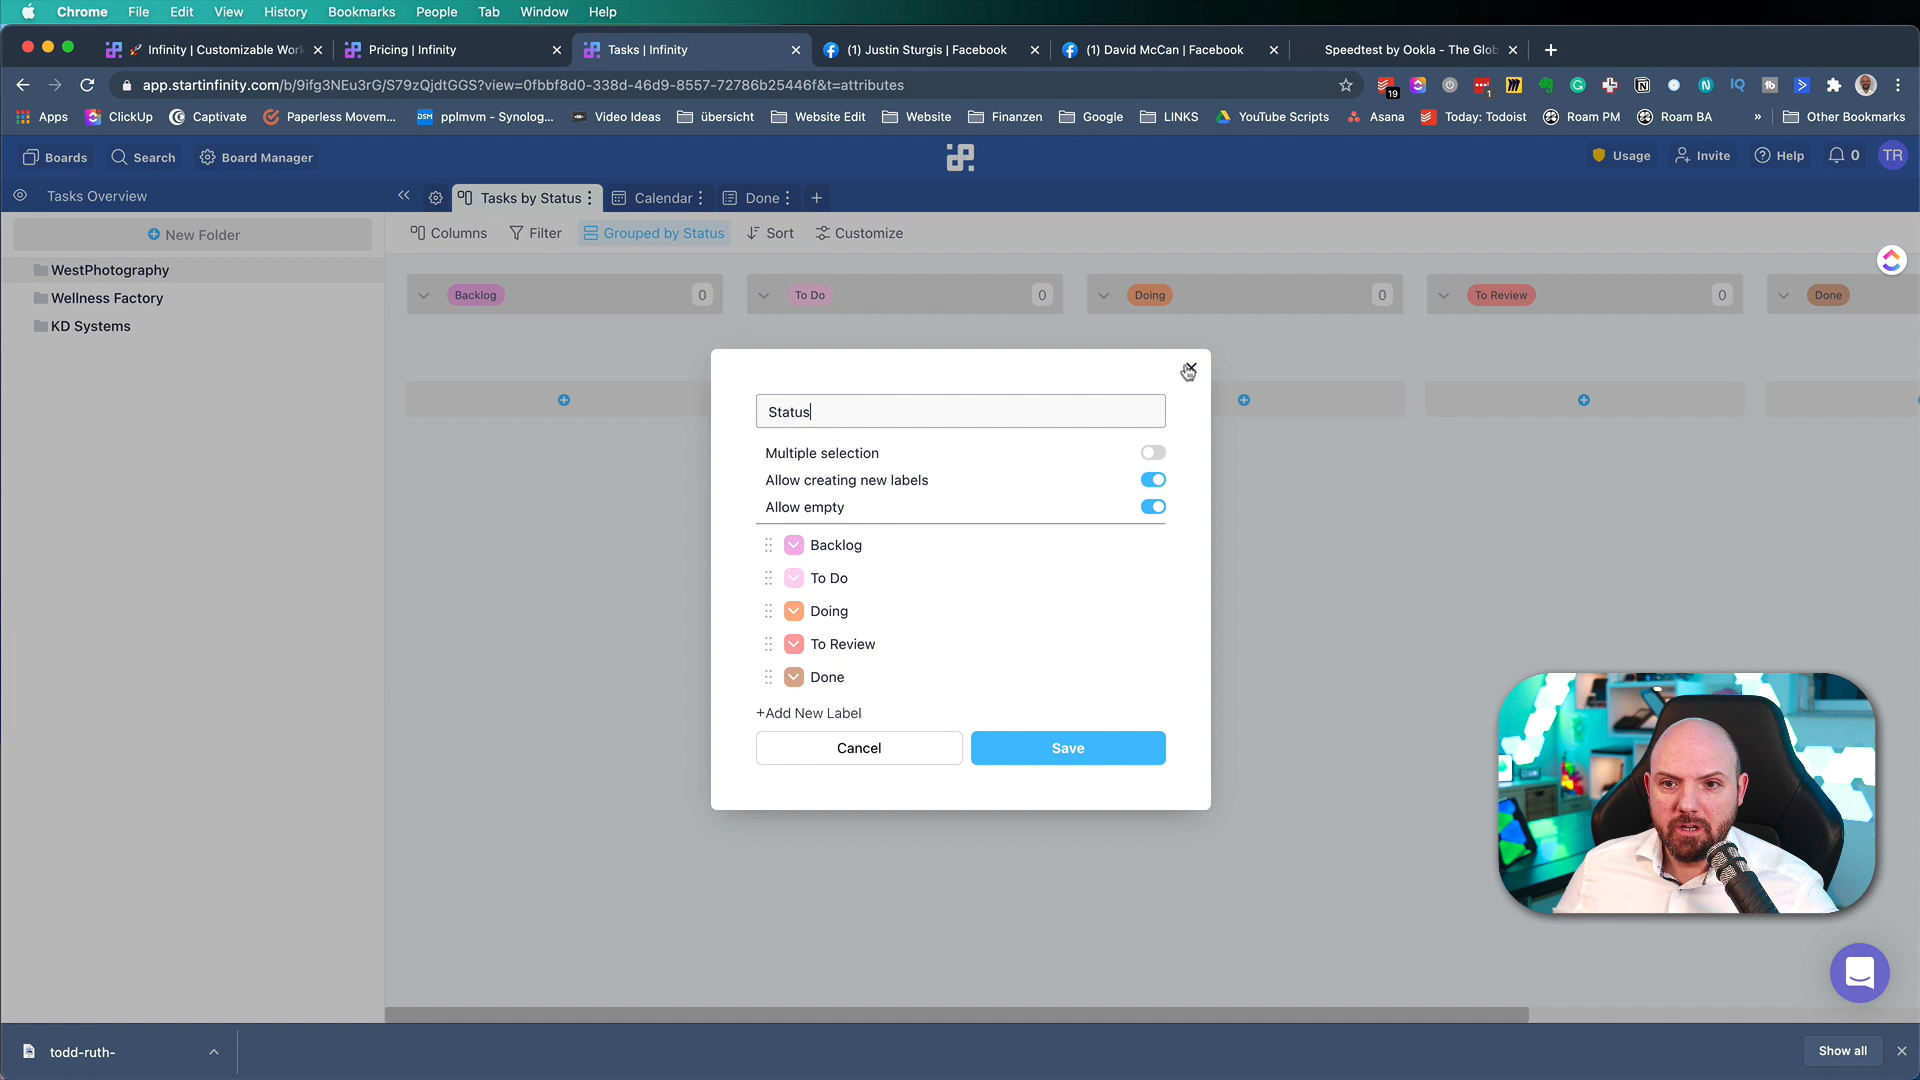 Chrome File Edit View History Bookmarks People Tab Window Help
🚀 Infinity | Customizable Work
Pricing | Infinity
Tasks | Infinity
(1) Justin Sturgis | Facebook
(1) David McCan | Facebook
Speedtest by Ookla - The Glob
app.startinfinity.com/b/9ifg3NEu3rG/S79zQjdtGGS?view=0fbbf8d0-338d-46d9-8557-72786b25446f&t=attributes
19
1
Apps ClickUp Captivate Paperless Movem... DSM pplmvm - Synolog... Video Ideas übersicht Website Edit Website Finanzen Google LINKS YouTube Scripts Asana Today: Todoist Roam PM Roam BA » Other Bookmarks
Boards Search Board Manager Usage Invite Help 0 TR
Tasks Overview
Tasks by Status Calendar Done
New Folder
Columns Filter Grouped by Status Sort Customize
WestPhotography
Wellness Factory
KD Systems
Backlog 0
To Do 0
Doing 0
To Review 0
Done
Status
Multiple selection
Allow creating new labels
Allow empty
Backlog
To Do
Doing
To Review
Done
+Add New Label
Cancel Save
todd-ruth-
Show all